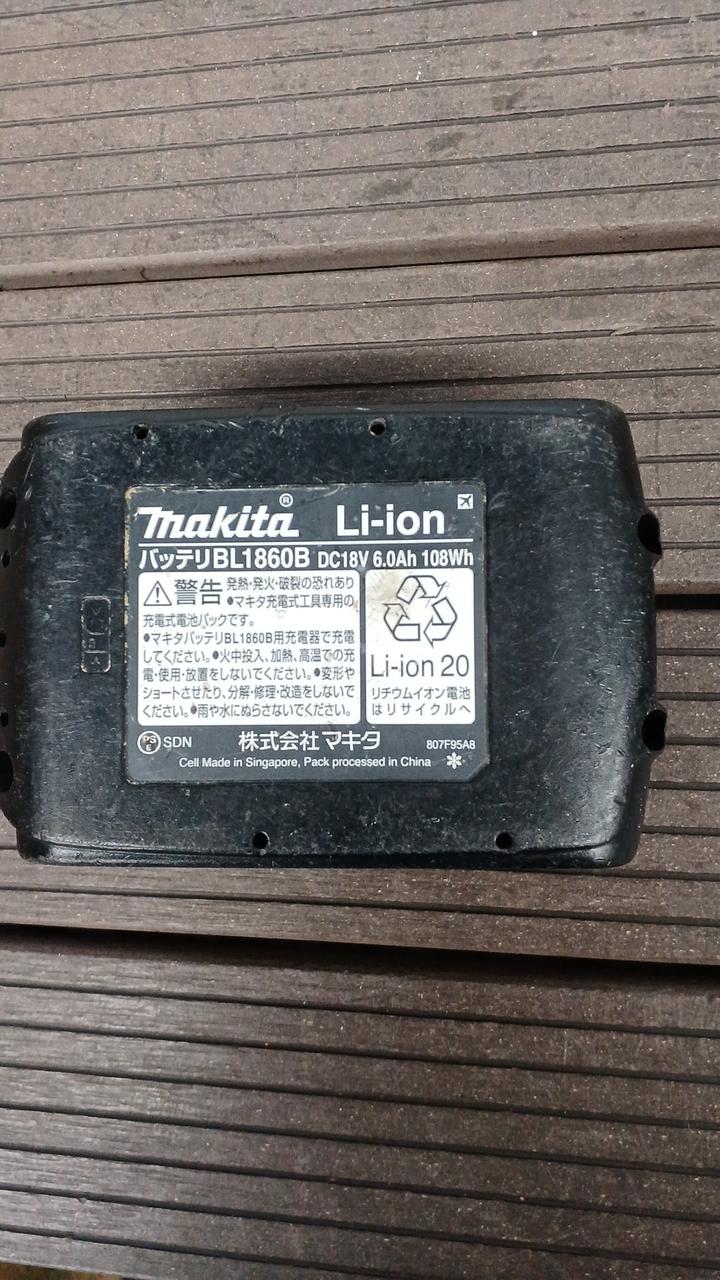 makita® Li-ion
バッテリBL1860B DC18V 6.0Ah 108Wh
警告 発熱・発火・破裂の恐れあり
●マキタ充電式工具専用の
充電式電池パックです。
●マキタバッテリBL1860B用充電器で充電
してください。●火中投入、加熱、高温での充
電・使用・放置をしないでください。●変形や
ショートさせたり、分解・修理・改造をしないで
ください。●雨や水にぬらさないでください。
Li-ion 20
リチウムイオン電池
はリサイクルへ
PSE SDN 株式会社マキタ 807F95A8
Cell Made in Singapore, Pack processed in China